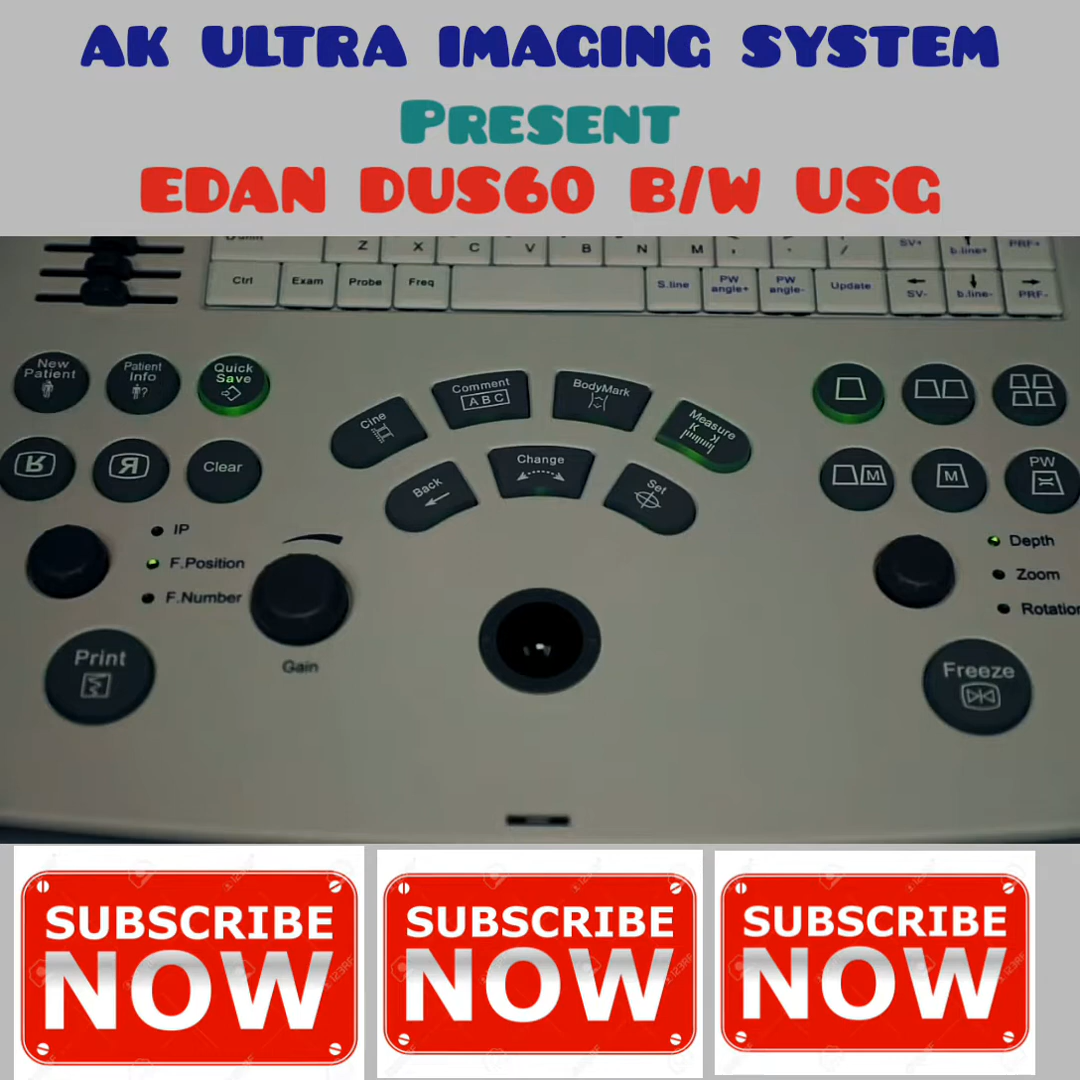 AK ULTRA IMAGING SYSTEM
PRESENT
EDAN DUS60 B/W USG
Z X C V B N M , . / SV+ b.line+ PRF+
Ctrl Exam Probe Freq S.line PW angle+ PW angle- Update SV- b.line- PRF-
New Patient
Patient Info
Quick Save
Cine
Comment
ABC
BodyMark
Measure
R
R
Clear
Back
Change
Set
M
M
PW
IP
F.Position
F.Number
Gain
Depth
Zoom
Rotation
Print
Freeze
SUBSCRIBE
NOW
SUBSCRIBE
NOW
SUBSCRIBE
NOW